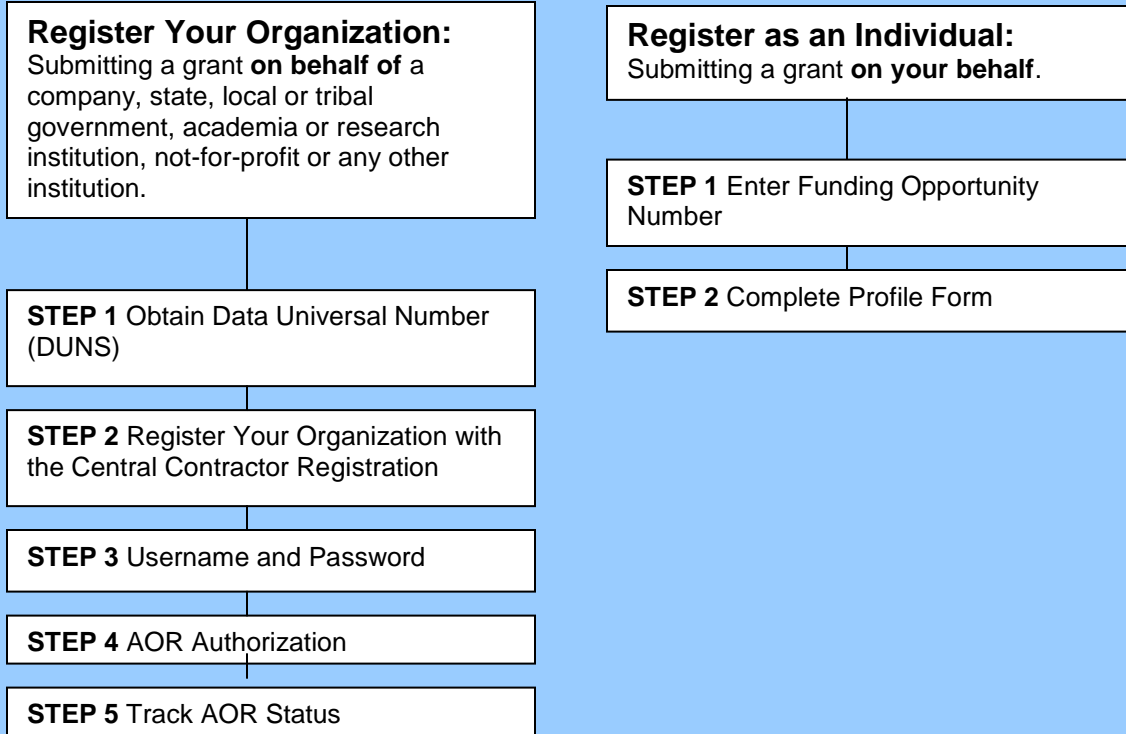 Register Your Organization:
Submitting a grant on behalf of a
company, state, local or tribal
government, academia or research
institution, not-for-profit or any other
institution.
STEP 1 Obtain Data Universal Number
(DUNS)
STEP 2 Register Your Organization with
the Central Contractor Registration
STEP 3 Username and Password
STEP 4 AOR Authorization
STEP 5 Track AOR Status
Register as an Individual:
Submitting a grant on your behalf.
STEP 1 Enter Funding Opportunity
Number
STEP 2 Complete Profile Form